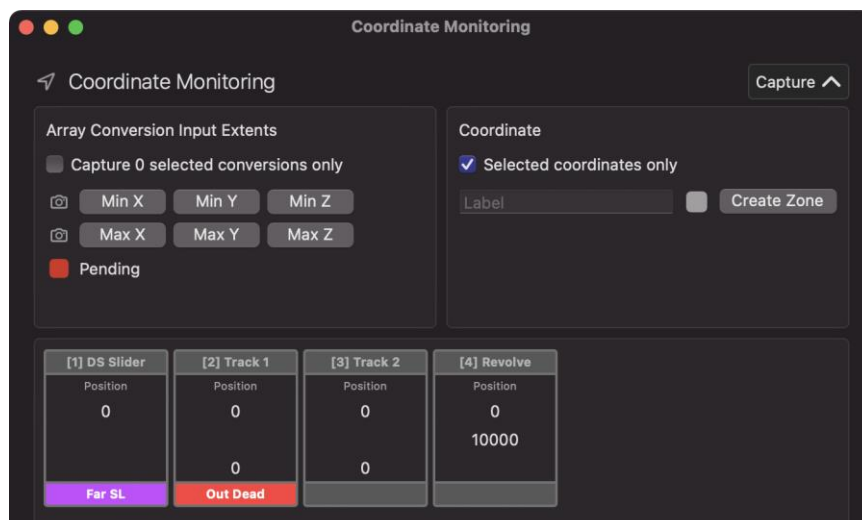 Coordinate Monitoring
Coordinate Monitoring
Capture
Array Conversion Input Extents
Capture 0 selected conversions only
Min X Min Y Min Z
Max X Max Y Max Z
Pending
Coordinate
Selected coordinates only
Label Create Zone
[1] DS Slider [2] Track 1 [3] Track 2 [4] Revolve
Position Position Position Position
0 0 0 0
10000
0 0
Far SL Out Dead